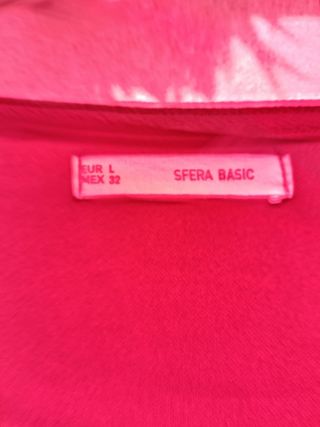 EUR L
MEX 32
SFERA BASIC